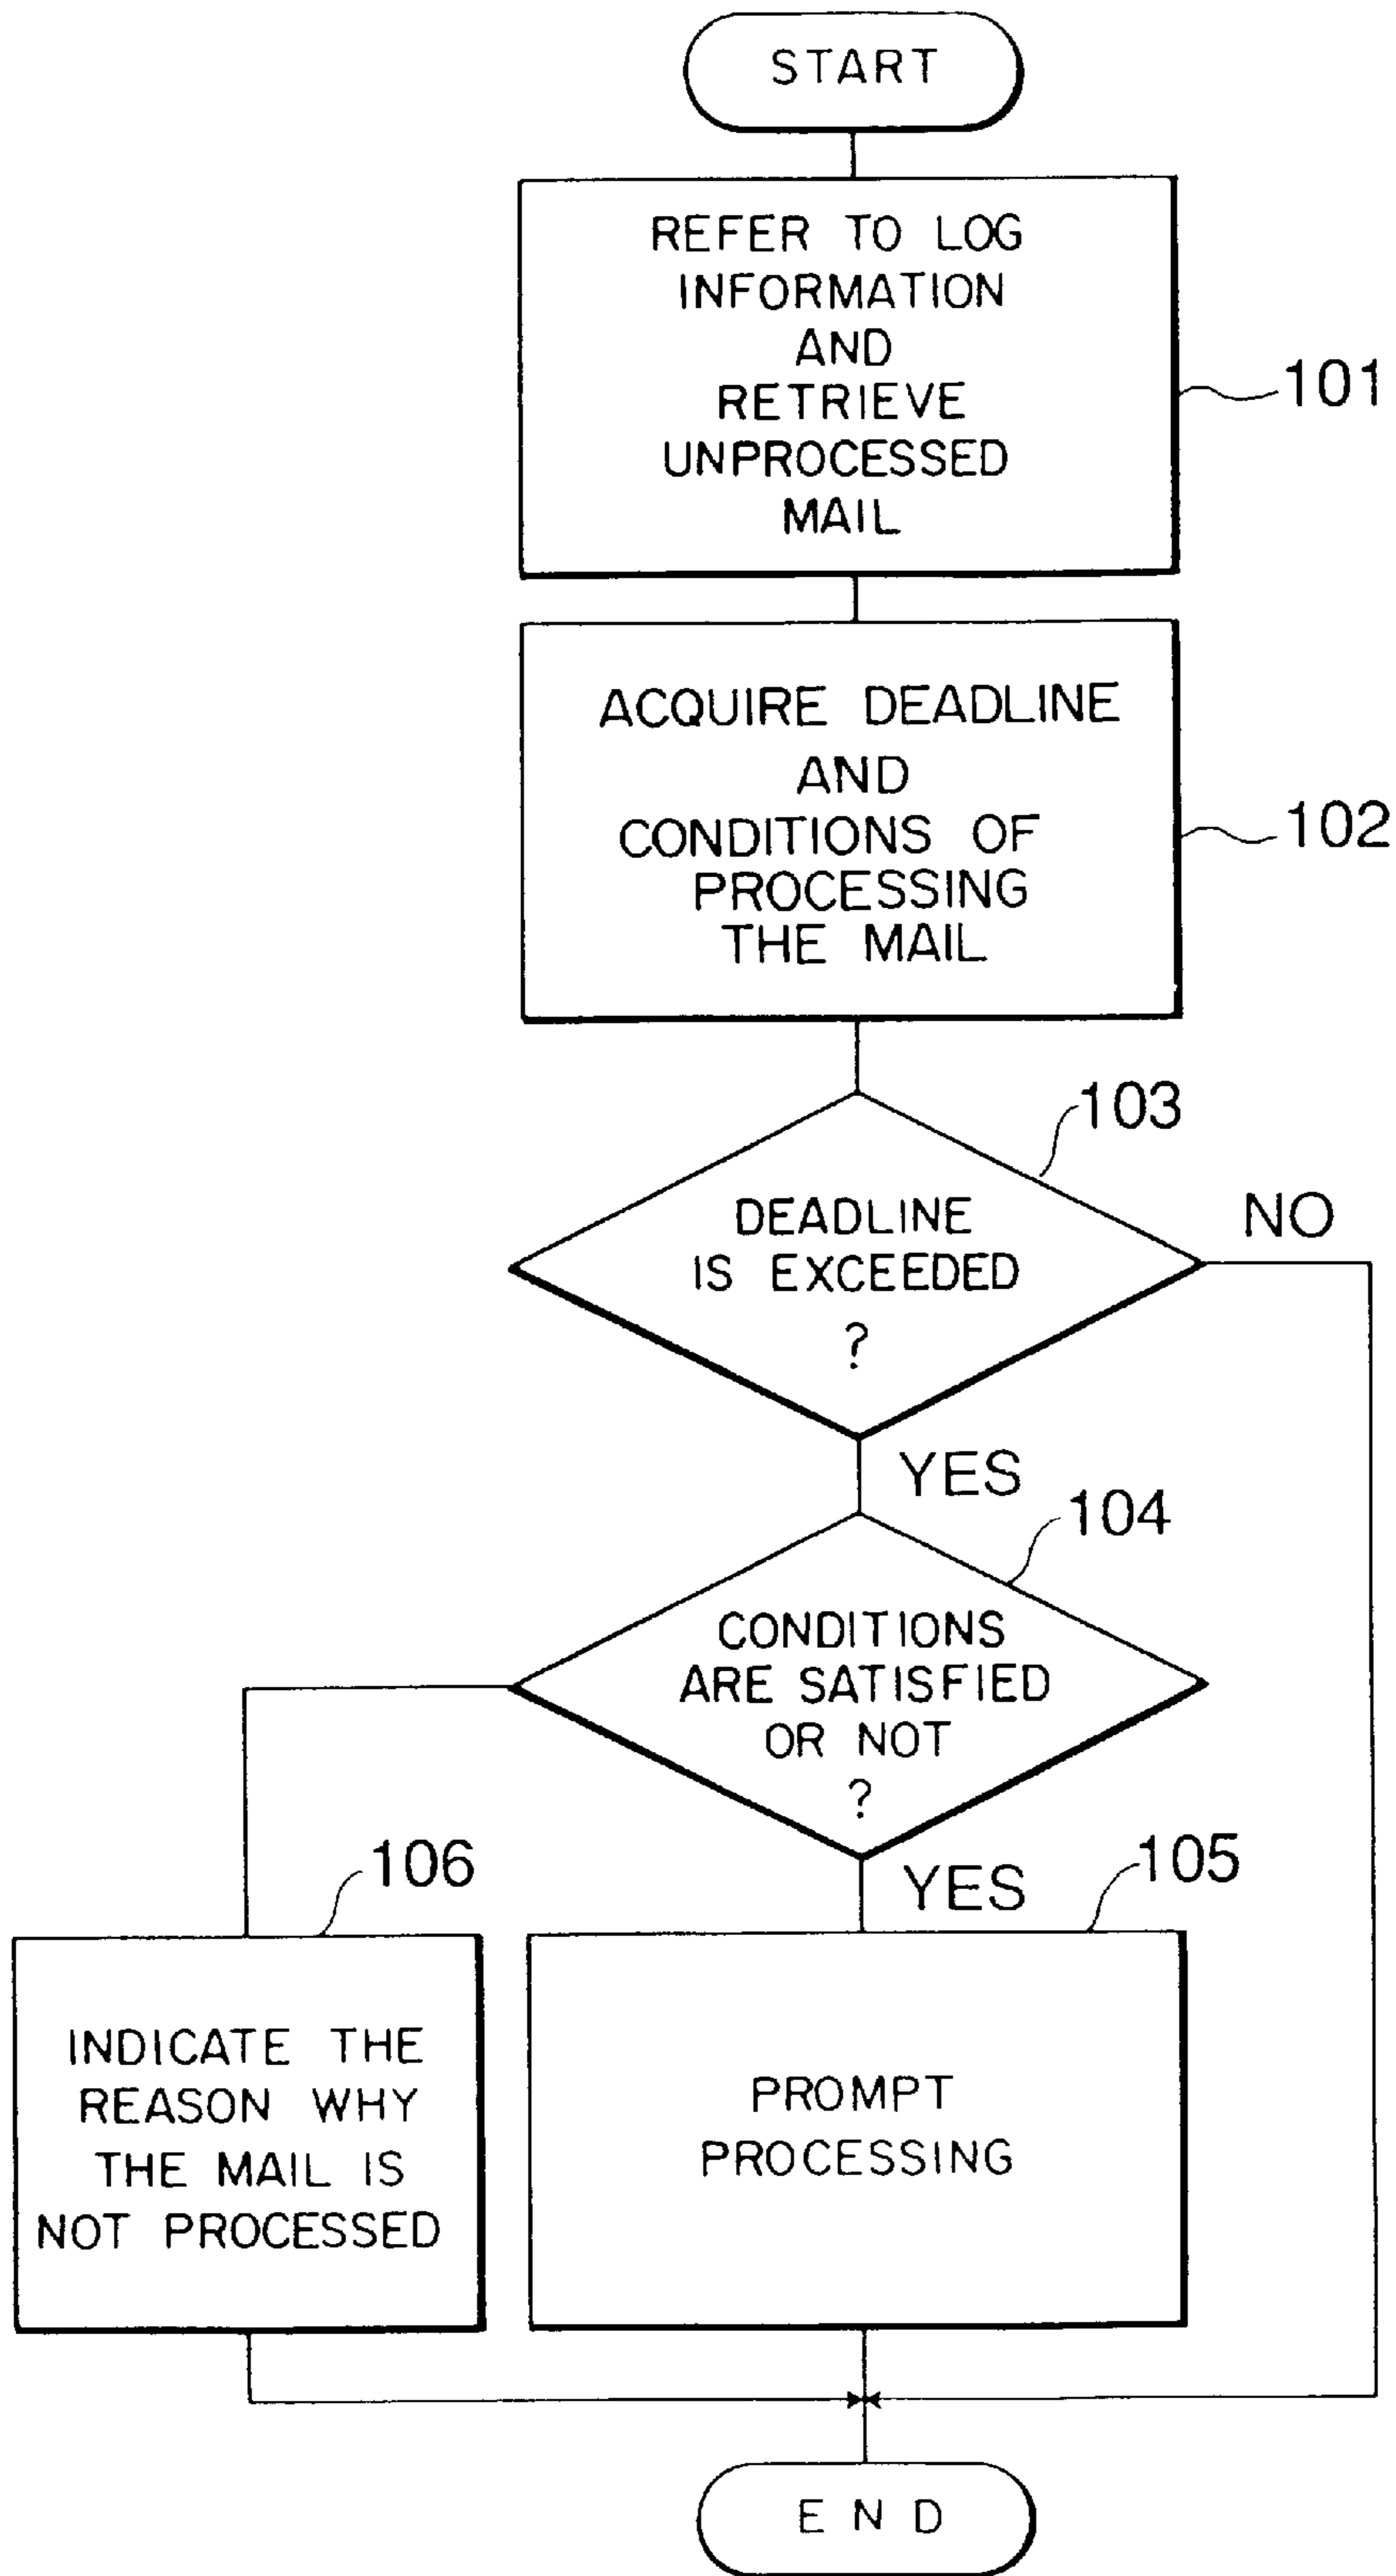 START
REFER TO LOG
INFORMATION
AND
RETRIEVE
UNPROCESSED
MAIL
101
ACQUIRE DEADLINE
AND
CONDITIONS OF
PROCESSING
THE MAIL
102
103
DEADLINE
IS EXCEEDED
?
NO
YES
104
CONDITIONS
ARE SATISFIED
OR NOT
?
YES
106
105
INDICATE THE
REASON WHY
THE MAIL IS
NOT PROCESSED
PROMPT
PROCESSING
END